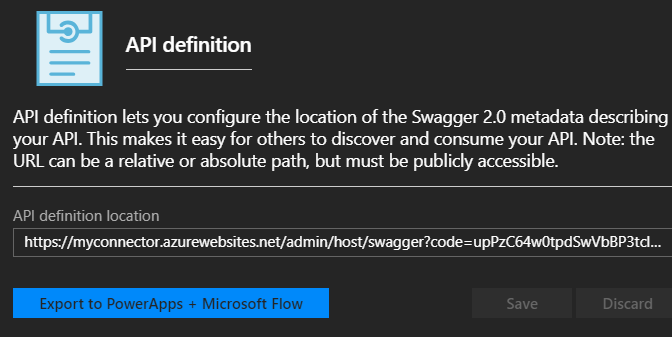 API definition
API definition lets you configure the location of the Swagger 2.0 metadata describing
your API. This makes it easy for others to discover and consume your API. Note: the
URL can be a relative or absolute path, but must be publicly accessible.
API definition location
https://myconnector.azurewebsites.net/admin/host/swagger?code=upPzC64w0tpdSwVbBP3tcl...
Export to PowerApps + Microsoft Flow
Save
Discard